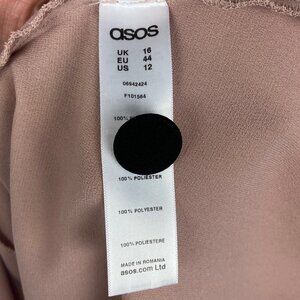 asos
UK 16
EU 44
US 12
06942424
F101564
100%
100% POLIESTER
100% POLYESTER
100% POLIESTERE
MADE IN ROMANIA
asos.com Ltd